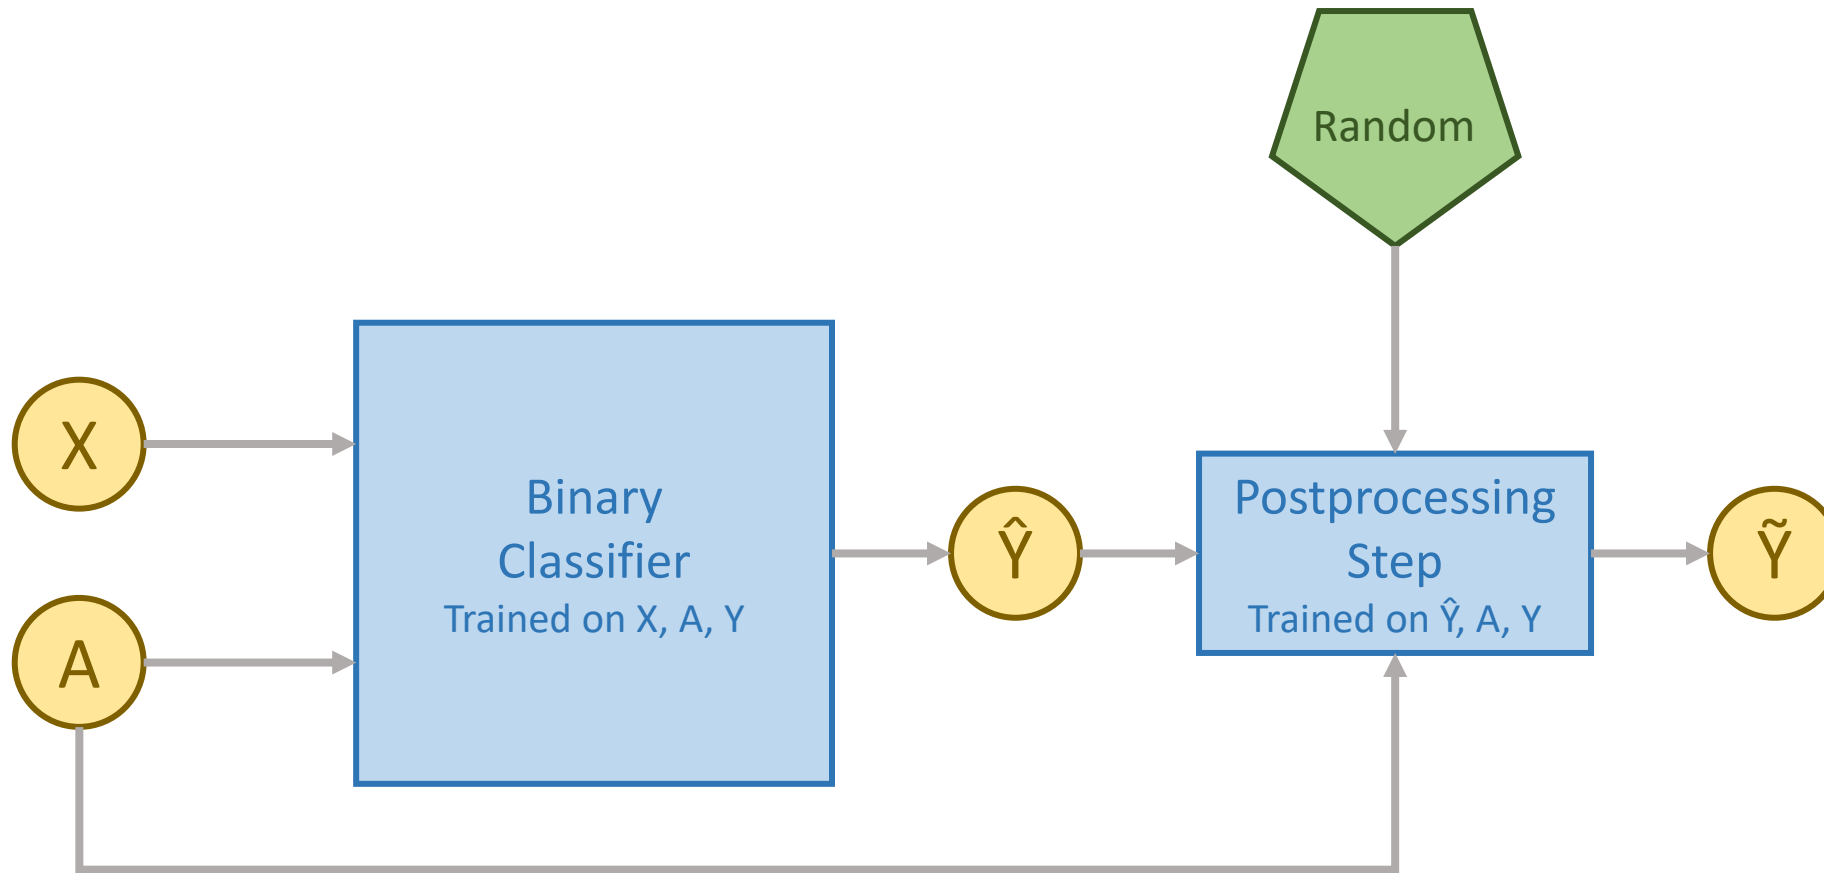 Random
X
A
Binary
Classifier
Trained on X, A, Y
Ŷ
Postprocessing
Step
Trained on Ŷ, A, Y
Ỹ